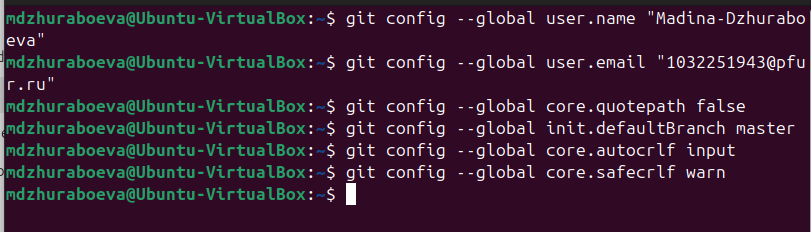 mdzhuraboeva@Ubuntu-VirtualBox:~$ git config --global user.name "Madina-Dzhurabo
eva"
mdzhuraboeva@Ubuntu-VirtualBox:~$ git config --global user.email "1032251943@pfu
r.ru"
mdzhuraboeva@Ubuntu-VirtualBox:~$ git config --global core.quotepath false
mdzhuraboeva@Ubuntu-VirtualBox:~$ git config --global init.defaultBranch master
mdzhuraboeva@Ubuntu-VirtualBox:~$ git config --global core.autocrlf input
mdzhuraboeva@Ubuntu-VirtualBox:~$ git config --global core.safecrlf warn
mdzhuraboeva@Ubuntu-VirtualBox:~$